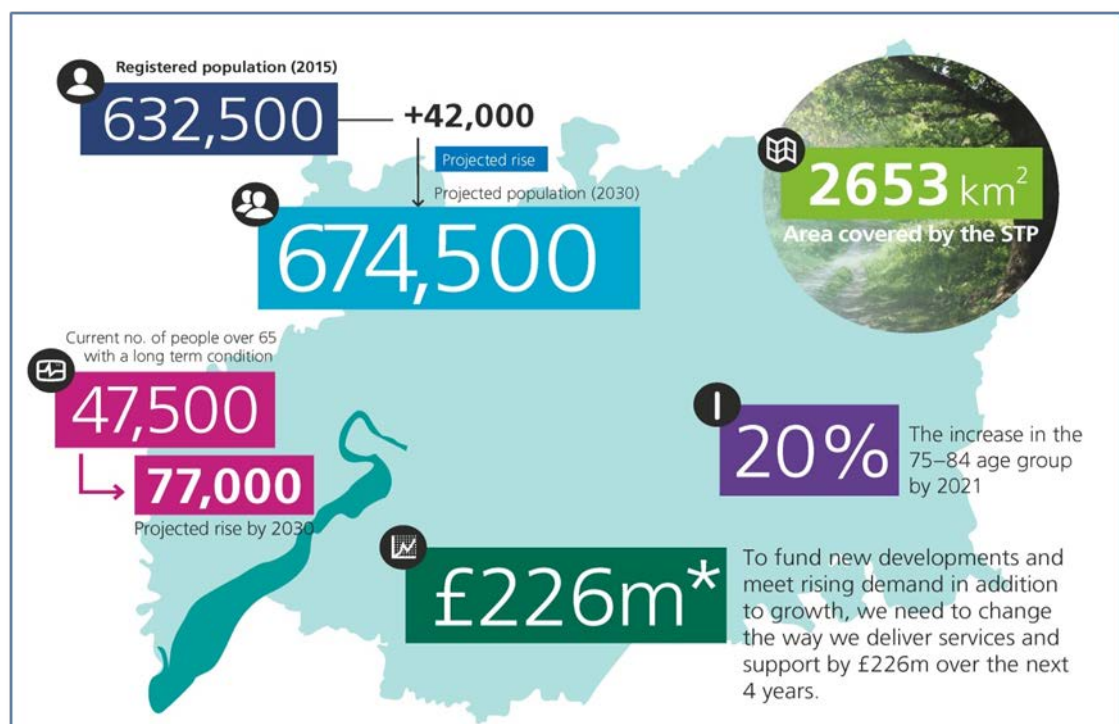 Registered population (2015)
632,500
+42,000
Projected rise
Projected population (2030)
674,500
2653 km²
Area covered by the STP
Current no. of people over 65
with a long term condition
47,500
77,000
Projected rise by 2030
20%
The increase in the
75–84 age group
by 2021
£226m*
To fund new developments and
meet rising demand in addition
to growth, we need to change
the way we deliver services and
support by £226m over the next
4 years.